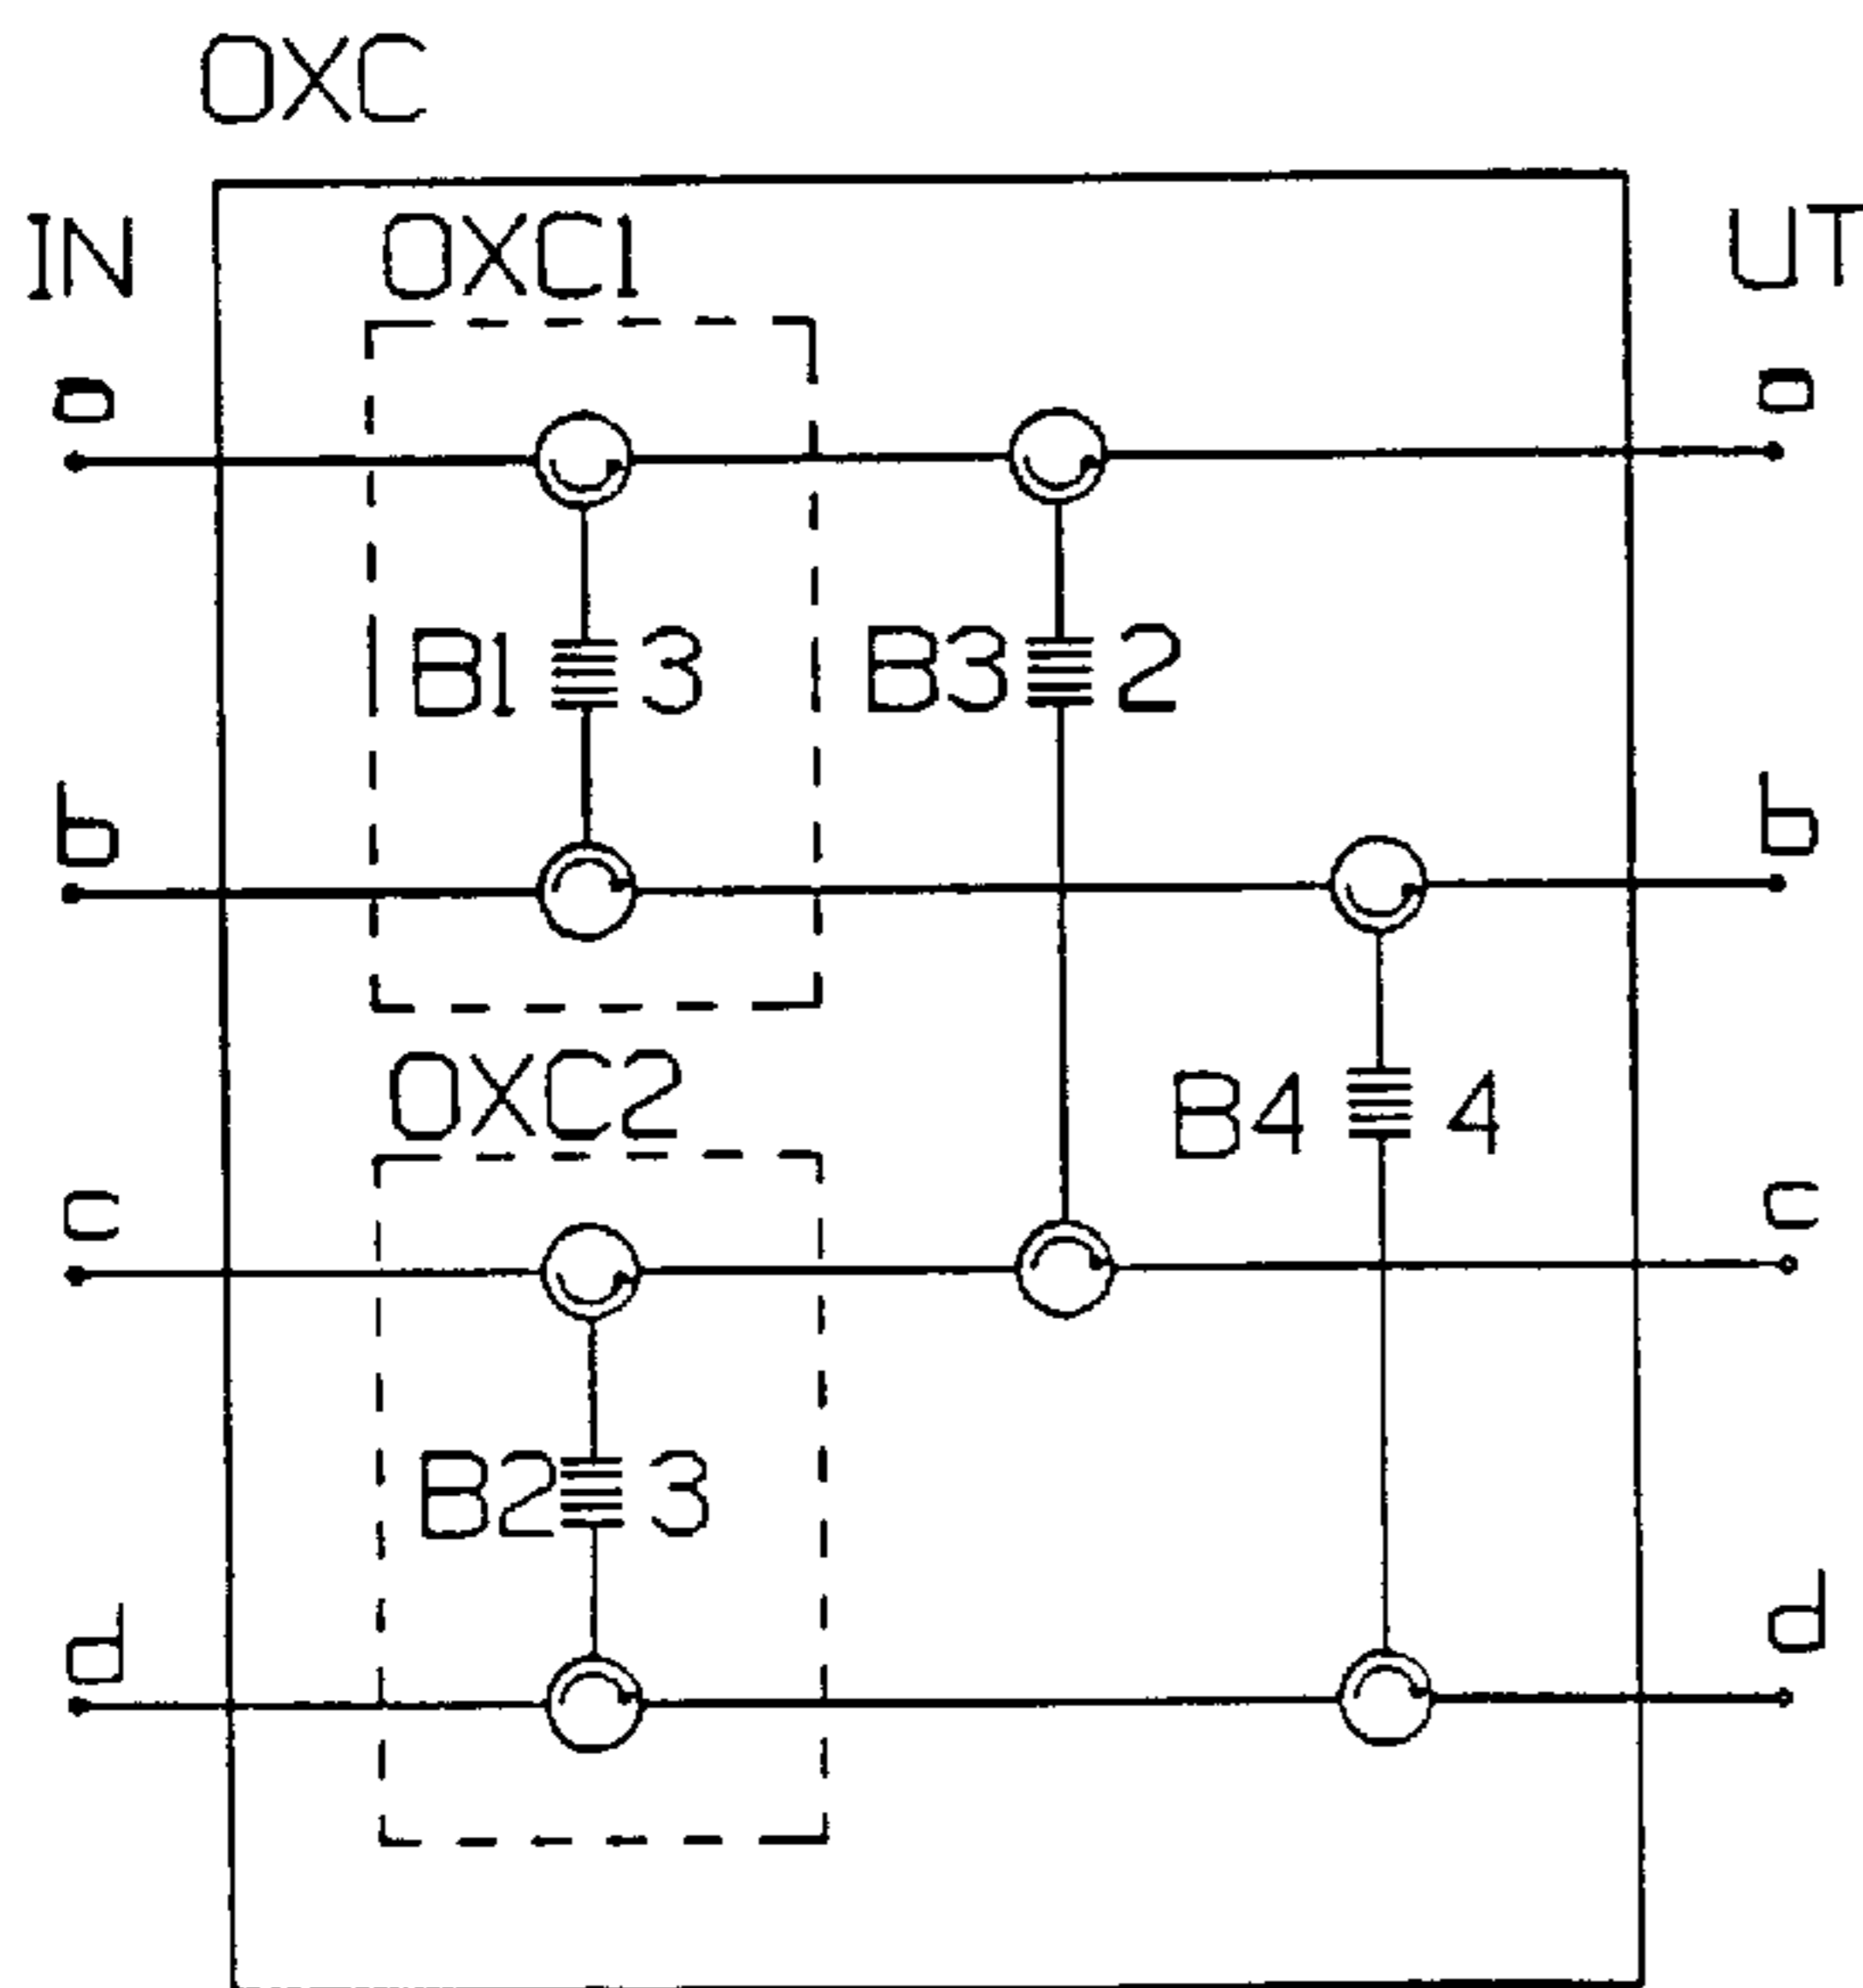 OXC
IN OXC1 UT
a a
B1 3 B3 2
b b
OXC2
B4 4
c c
B2 3
d d